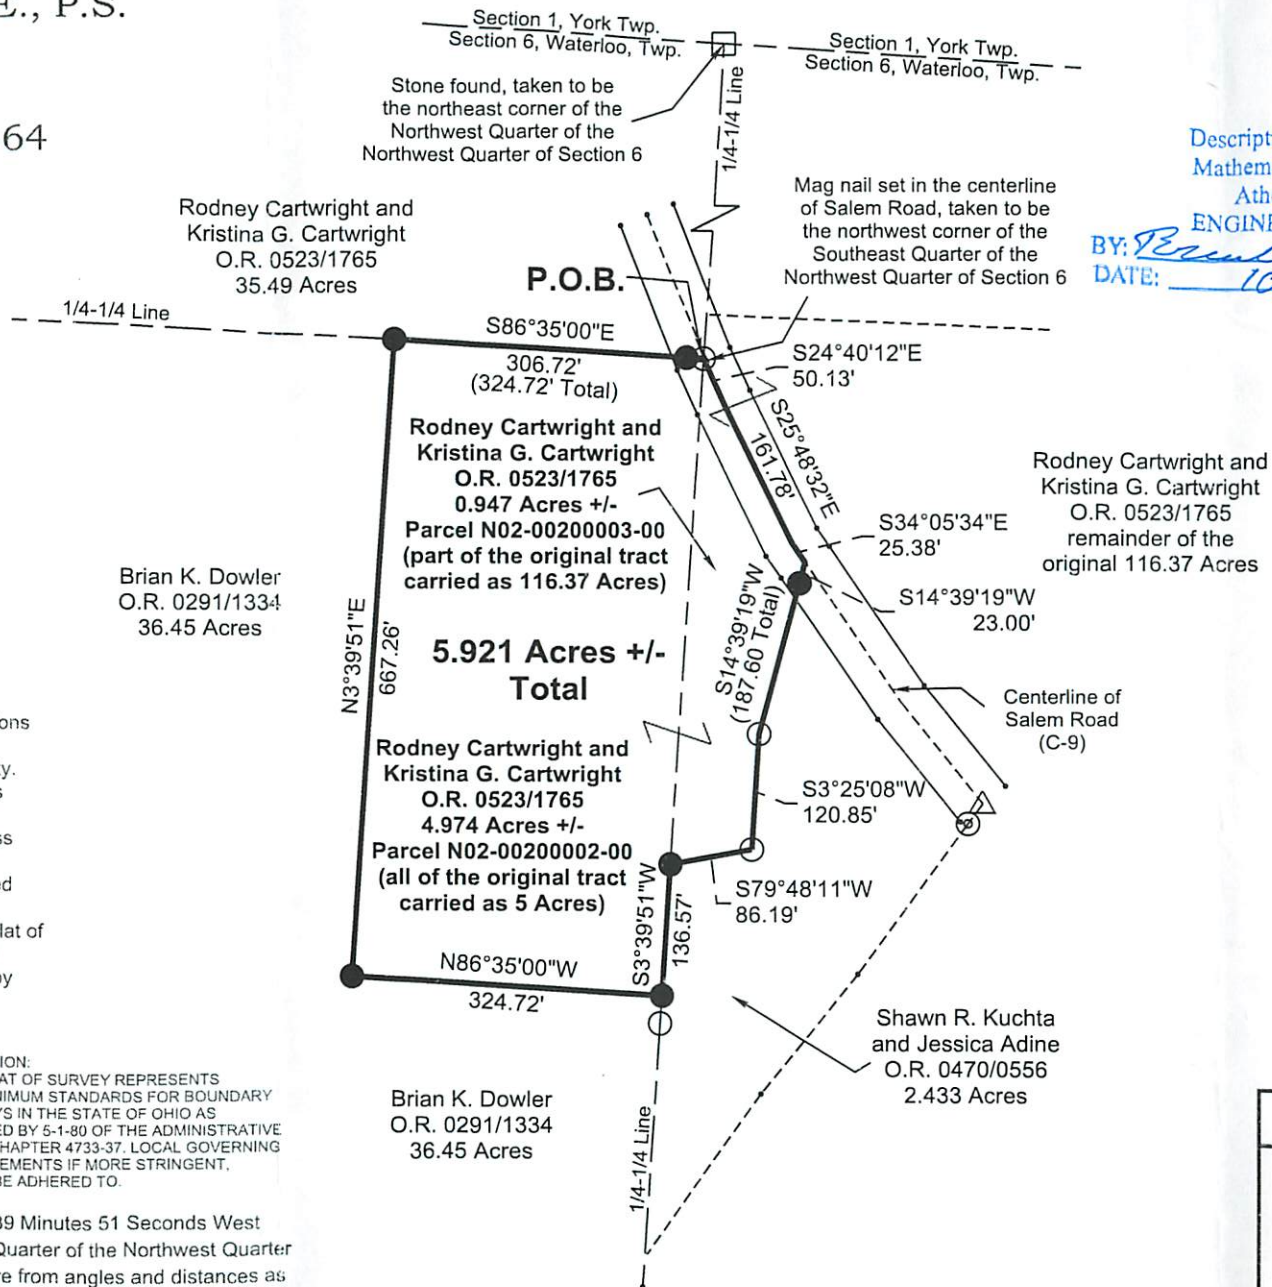 E., P.S.
64
Section 1, York Twp.
Section 6, Waterloo, Twp.
Section 1, York Twp.
Section 6, Waterloo, Twp.
Stone found, taken to be
the northeast corner of the
Northwest Quarter of the
Northwest Quarter of Section 6
1/4-1/4 Line
Mag nail set in the centerline
of Salem Road, taken to be
the northwest corner of the
Southeast Quarter of the
Northwest Quarter of Section 6
BY:
DATE:
Rodney Cartwright and
Kristina G. Cartwright
O.R. 0523/1765
35.49 Acres
P.O.B.
1/4-1/4 Line
S86°35'00"E
306.72'
(324.72' Total)
S24°40'12"E
50.13'
S25°48'32"E
161.78'
Rodney Cartwright and
Kristina G. Cartwright
O.R. 0523/1765
0.947 Acres +/-
Parcel N02-00200003-00
(part of the original tract
carried as 116.37 Acres)
Rodney Cartwright and
Kristina G. Cartwright
O.R. 0523/1765
remainder of the
original 116.37 Acres
S34°05'34"E
25.38'
S14°39'19"W
23.00'
S14°39'19"W
(187.60 Total)
Brian K. Dowler
O.R. 0291/1334
36.45 Acres
N3°39'51"E
667.26'
5.921 Acres +/-
Total
Centerline of
Salem Road
(C-9)
Rodney Cartwright and
Kristina G. Cartwright
O.R. 0523/1765
4.974 Acres +/-
Parcel N02-00200002-00
(all of the original tract
carried as 5 Acres)
S3°25'08"W
120.85'
S79°48'11"W
86.19'
S3°39'51"W
136.57'
N86°35'00"W
324.72'
Shawn R. Kuchta
and Jessica Adine
O.R. 0470/0556
2.433 Acres
Brian K. Dowler
O.R. 0291/1334
36.45 Acres
1/4-1/4 Line
lat of
AT OF SURVEY REPRESENTS
NIMUM STANDARDS FOR BOUNDARY
YS IN THE STATE OF OHIO AS
ED BY 5-1-80 OF THE ADMINISTRATIVE
HAPTER 4733-37. LOCAL GOVERNING
EMENTS IF MORE STRINGENT,
BE ADHERED TO.
39 Minutes 51 Seconds West
Quarter of the Northwest Quarter
re from angles and distances as